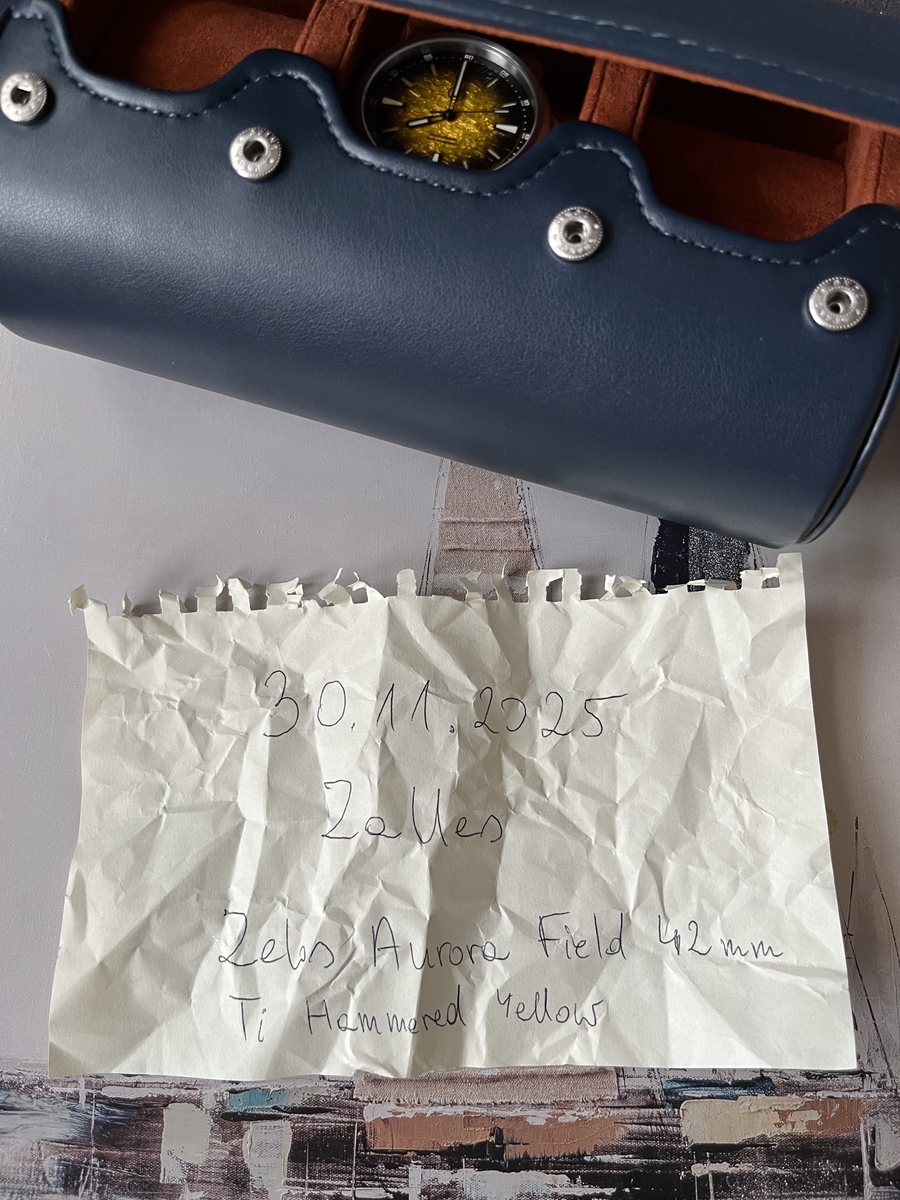 30.11.2025
Zalles
Zelos Aurora Field 42mm
Ti Hammered Yellow